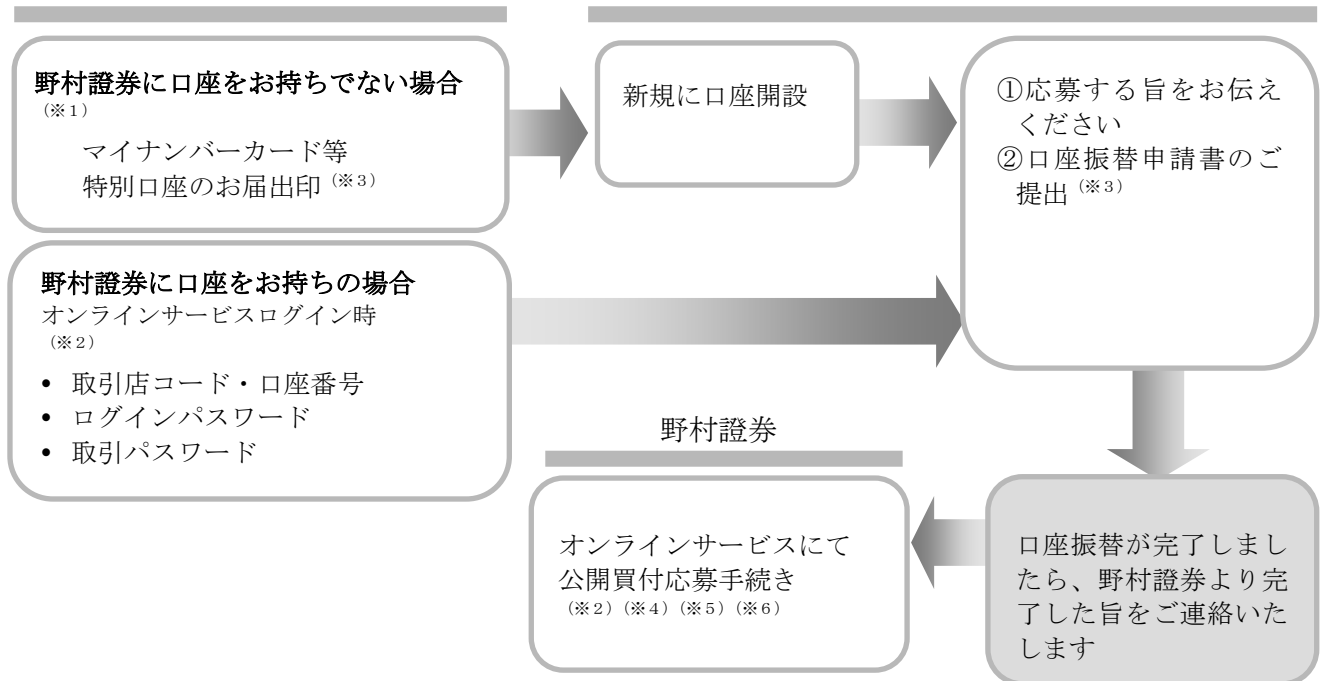 野村證券に口座をお持ちでない場合
(※1)
マイナンバーカード等
特別口座のお届出印(※3)
新規に口座開設
①応募する旨をお伝え
ください
②口座振替申請書のご
提出(※3)
野村證券に口座をお持ちの場合
オンラインサービスログイン時
(※2)
• 取引店コード・口座番号
• ログインパスワード
• 取引パスワード
口座振替が完了しまし
たら、野村證券より完
了した旨をご連絡いた
します
野村證券
オンラインサービスにて
公開買付応募手続き
(※2)(※4)(※5)(※6)